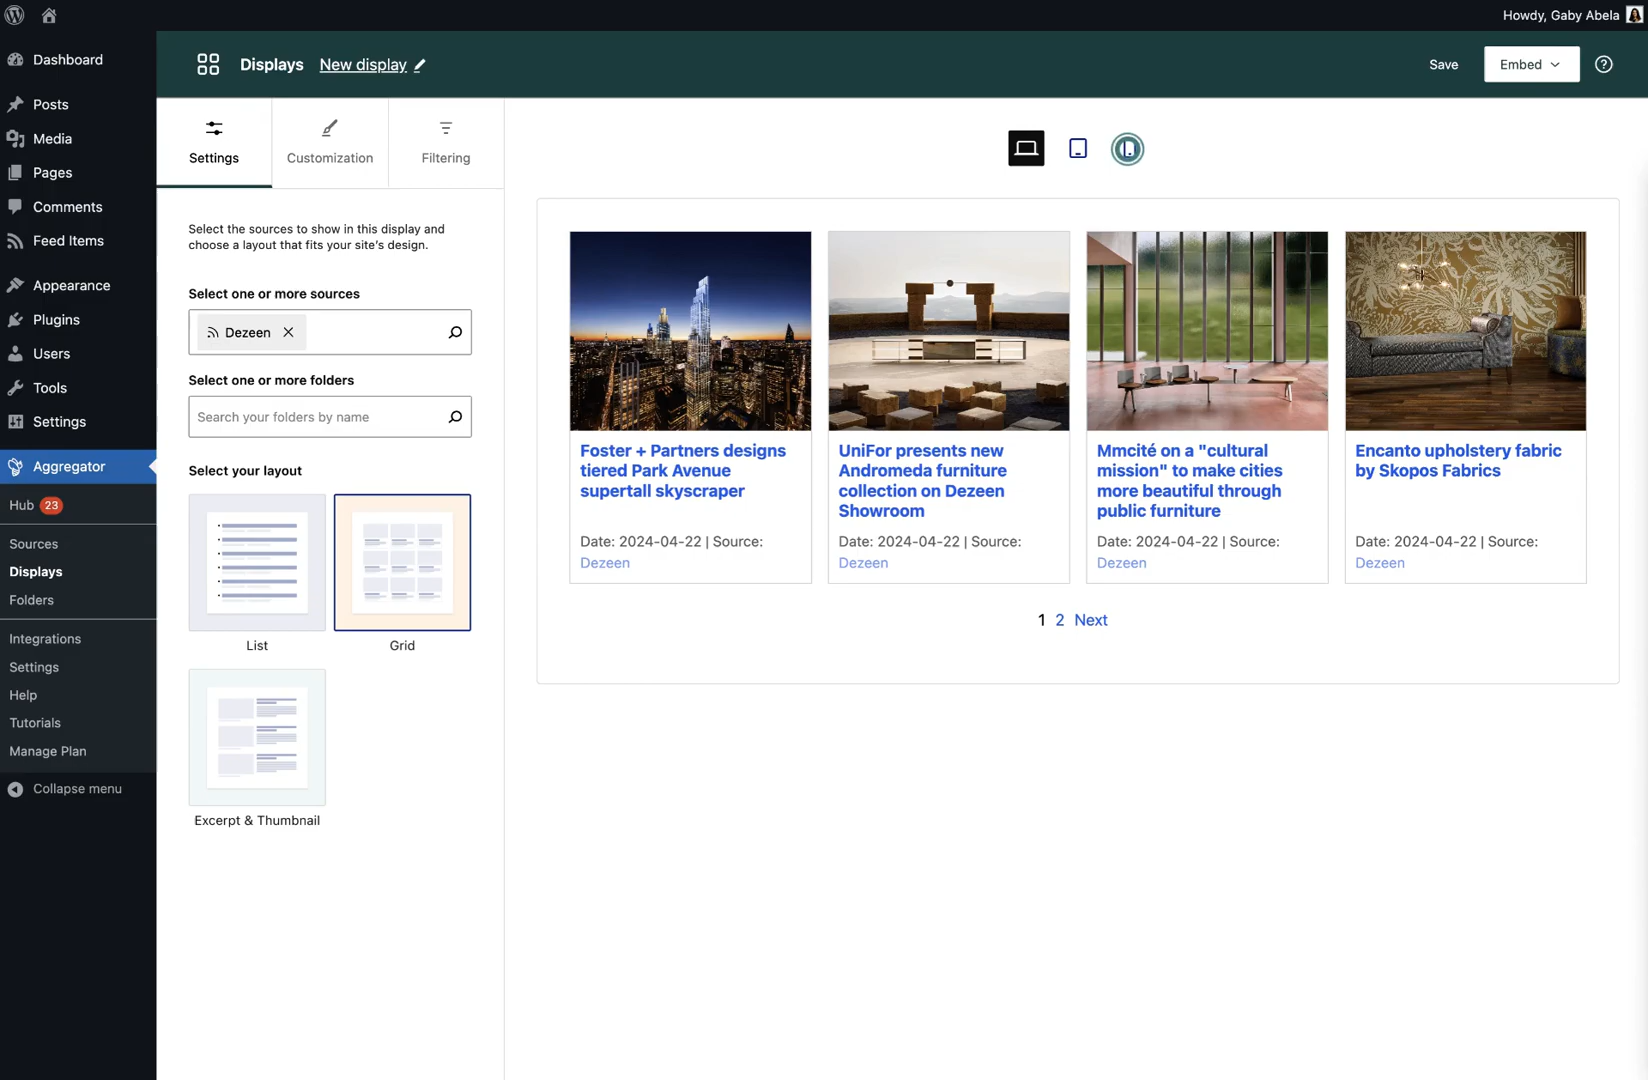 Howdy, Gaby Abela
Dashboard
Posts
Media
Pages
Comments
Feed Items
Appearance
Plugins
Users
Tools
Settings
Aggregator
Hub 23
Sources
Displays
Folders
Integrations
Settings
Help
Tutorials
Manage Plan
Collapse menu
Displays New display
Save
Embed
Settings
Customization
Filtering
Select the sources to show in this display and
choose a layout that fits your site's design.
Select one or more sources
Dezeen
Select one or more folders
Search your folders by name
Select your layout
List
Grid
Excerpt & Thumbnail
Foster + Partners designs
tiered Park Avenue
supertall skyscraper
Date: 2024-04-22 | Source:
Dezeen
UniFor presents new
Andromeda furniture
collection on Dezeen
Showroom
Date: 2024-04-22 | Source:
Dezeen
Mmcité on a "cultural
mission" to make cities
more beautiful through
public furniture
Date: 2024-04-22 | Source:
Dezeen
Encanto upholstery fabric
by Skopos Fabrics
Date: 2024-04-22 | Source:
Dezeen
1 2 Next